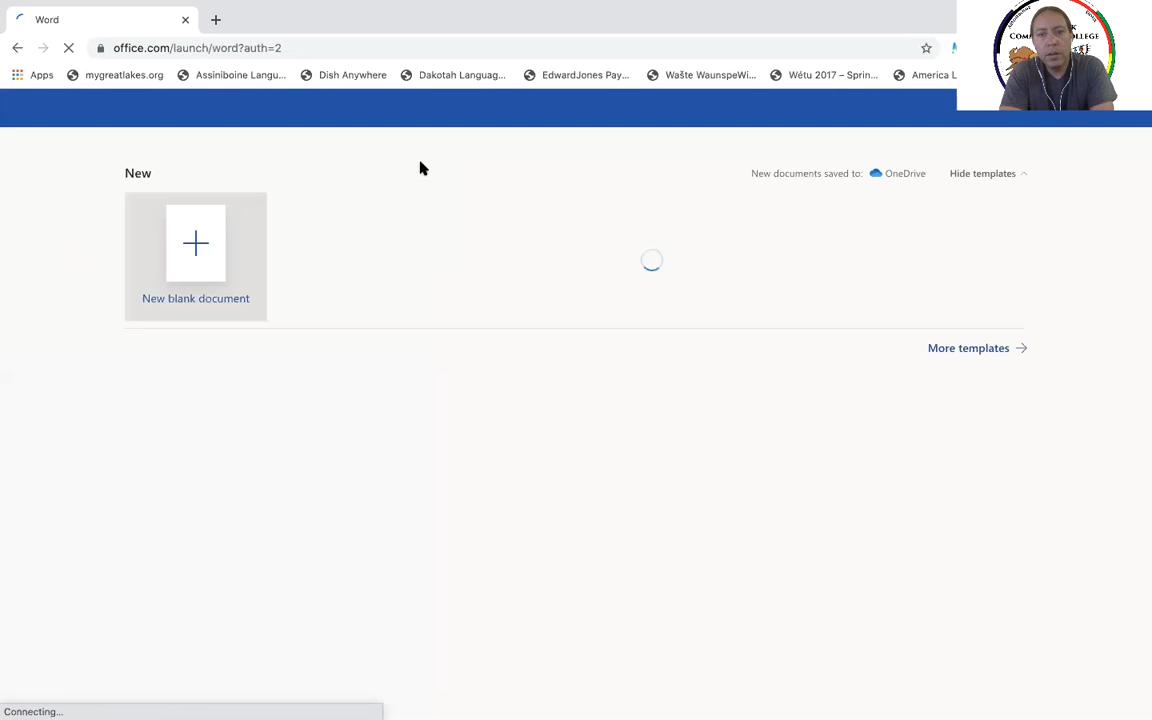 Word
office.com/launch/word?auth=2
Apps
mygreatlakes.org
Assiniboine Langu...
Dish Anywhere
Dakotah Languag...
EdwardJones Pay...
Wašte WaunspeWi...
Wétu 2017 – Sprin...
America L
New
New documents saved to:
OneDrive
Hide templates
New blank document
More templates
Connecting...